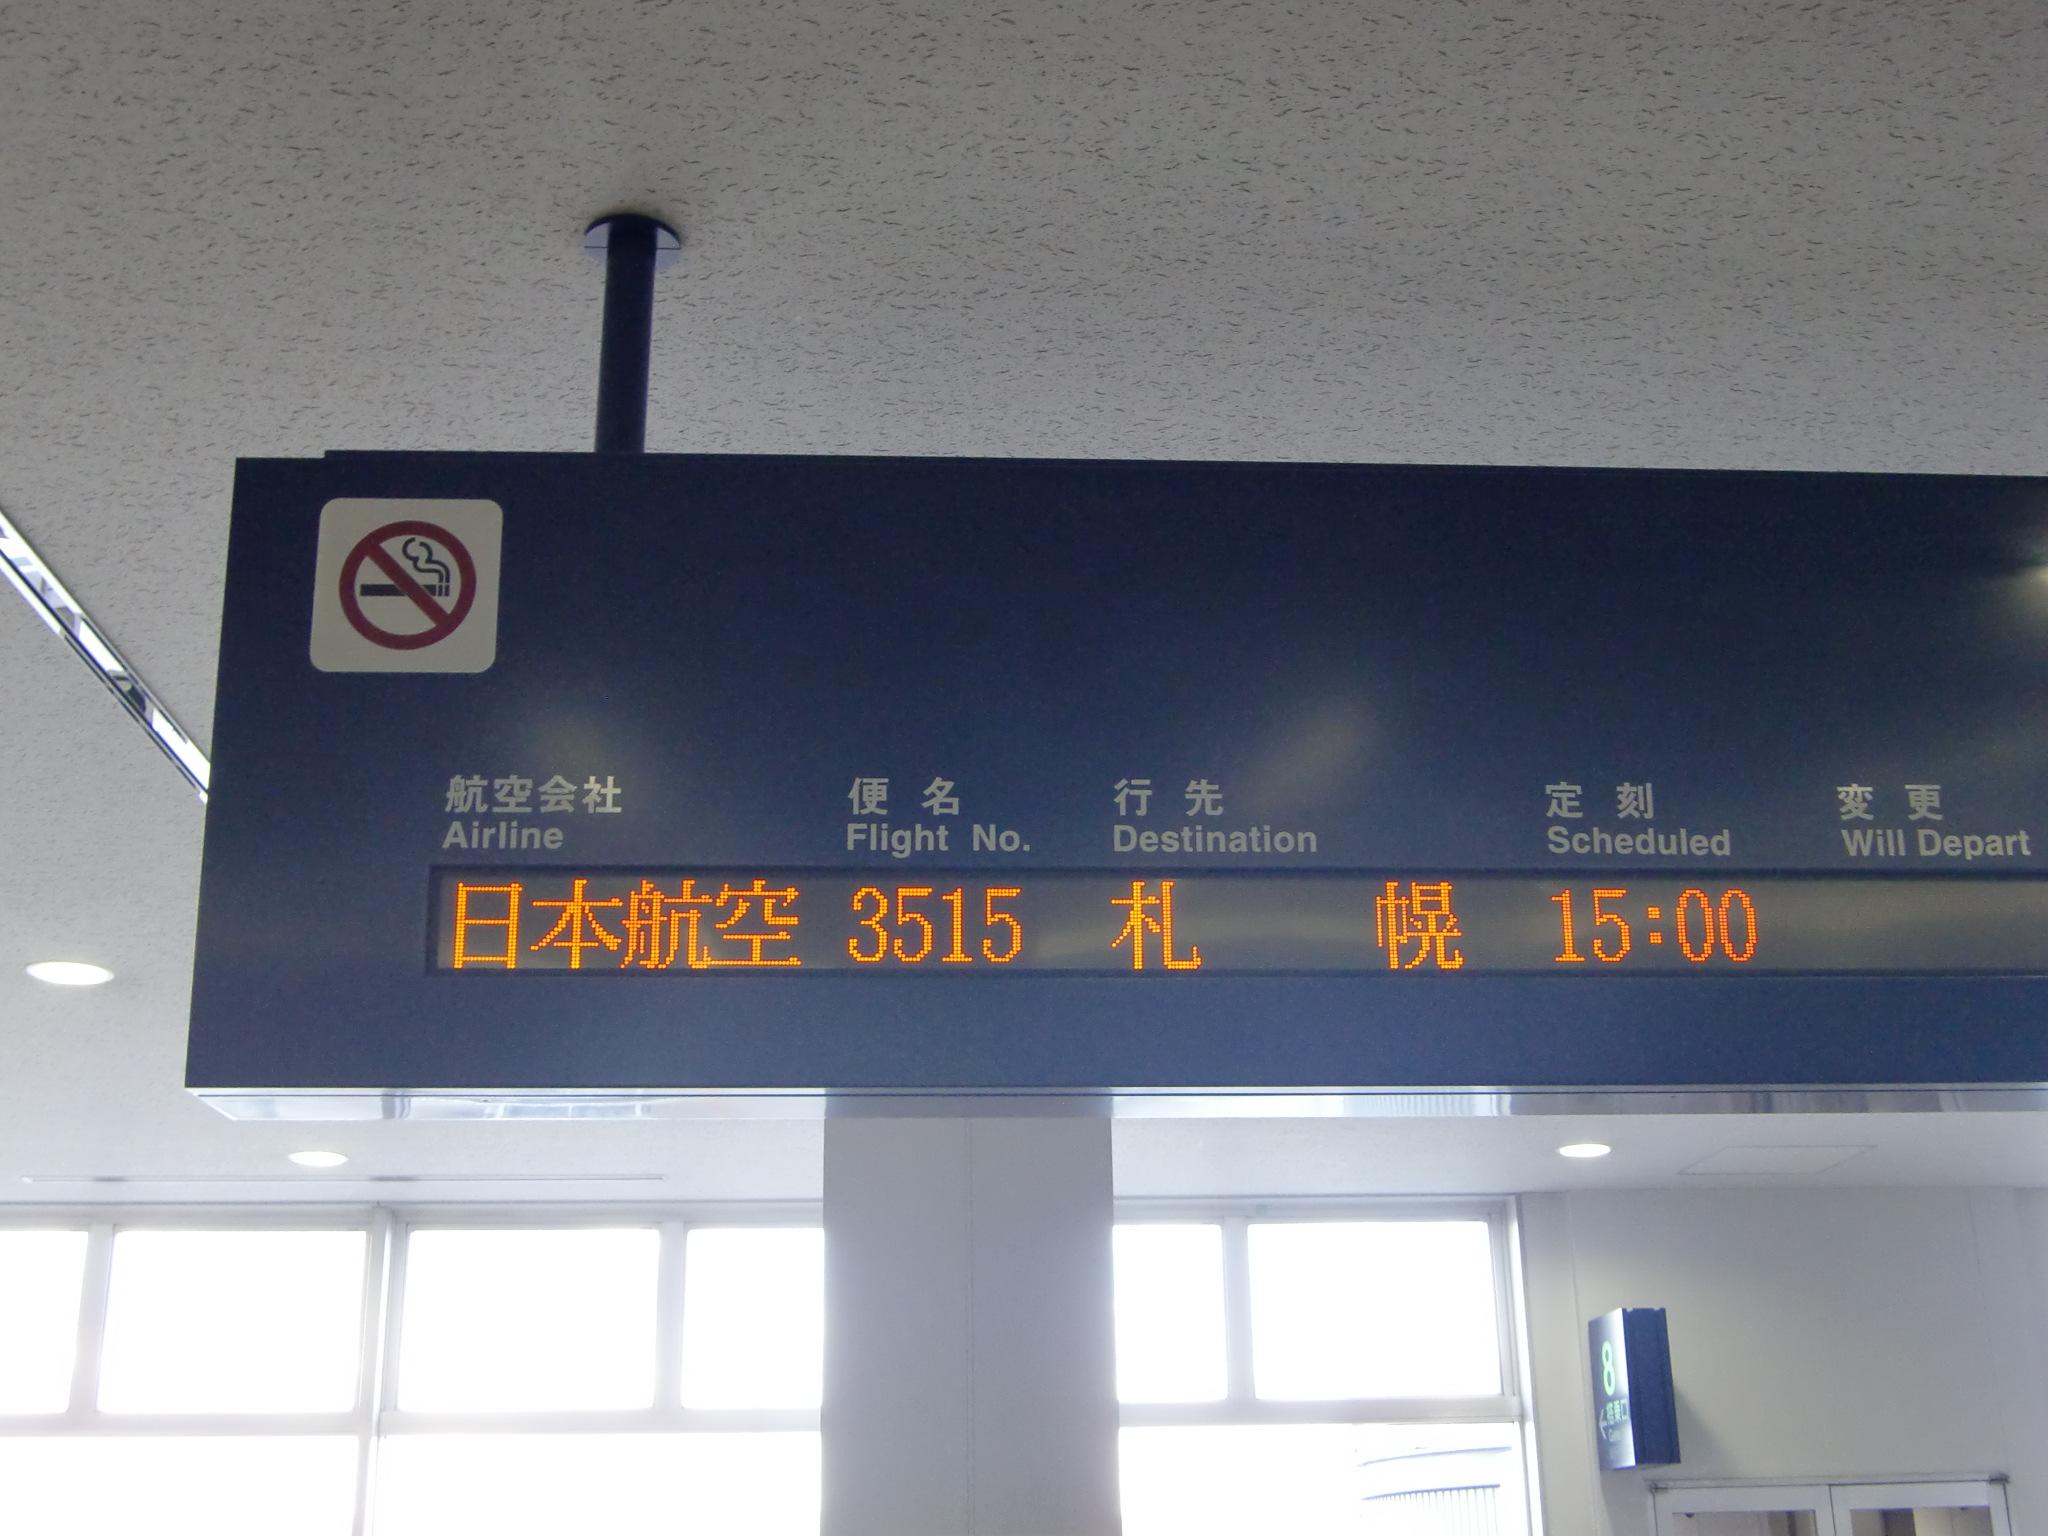 航空会社 便名 行先 定刻 変更
Airline Flight No. Destination Scheduled Will Depart
日本航空 3515 札幌 15:00
8